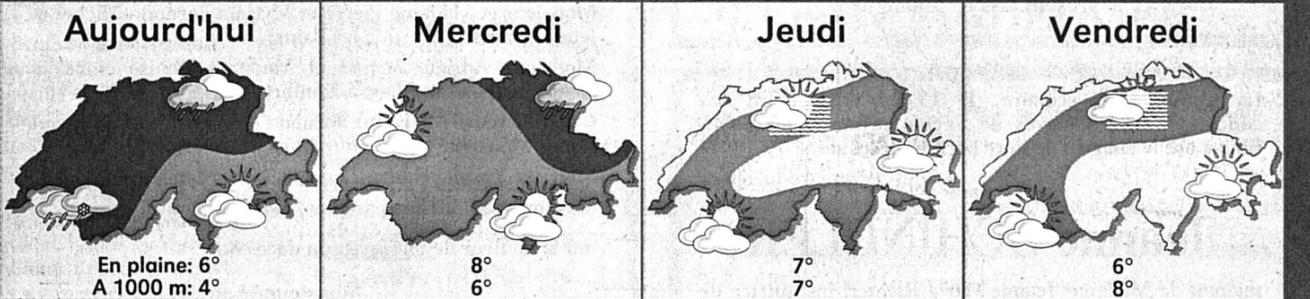 Aujourd'hui
En plaine: 6°
A 1000 m: 4°
Mercredi
8°
6°
Jeudi
7°
7°
Vendredi
6°
8°